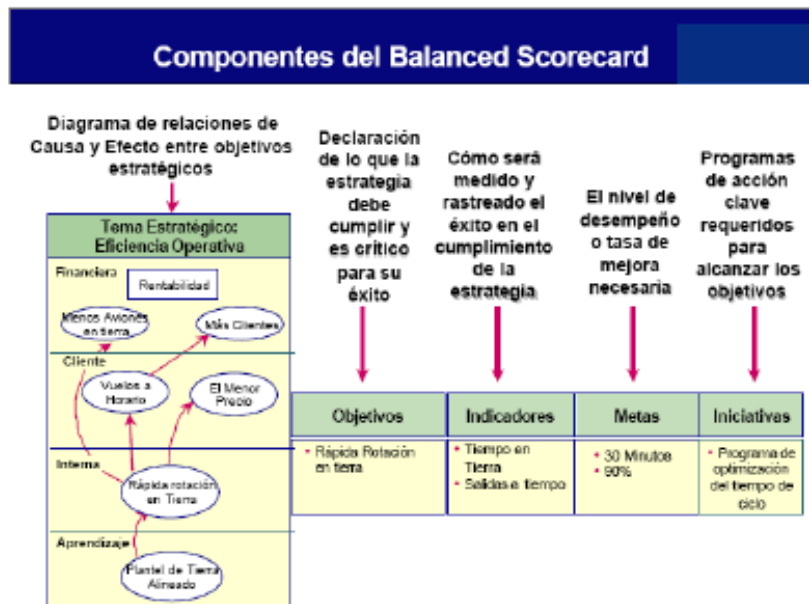 Componentes del Balanced Scorecard
Diagrama de relaciones de
Causa y Efecto entre objetivos
estratégicos
Declaración
de lo que la
estrategia
debe
cumplir y
es crítico
para su
éxito
Cómo será
medido y
rastreado el
éxito en el
cumplimiento
de la
estrategia
El nivel de
desempeño
o tasa de
mejora
necesaria
Programas
de acción
clave
requeridos
para
alcanzar los
objetivos
Tema Estratégico:
Eficiencia Operativa
Financiera
Rentabilidad
Menos Aviones
en tierra
Más Clientes
Cliente
Vuelos a
Horario
El Menor
Precio
Interna
Rápida rotación
en Tierra
Aprendizaje
Plantel de Tierra
Alineado
Objetivos
Indicadores
Metas
Iniciativas
• Rápida Rotación
en tierra
• Tiempo en
Tierra
• Salidas a tiempo
• 30 Minutos
• 90%
• Programa de
optimización
del tiempo de
ciclo